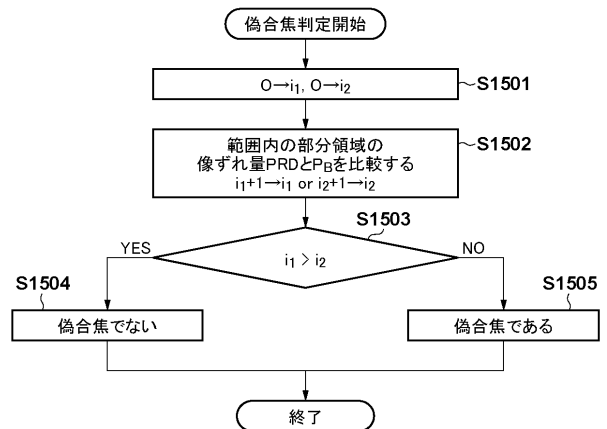 偽合焦判定開始
O→i₁, O→i₂
S1501
範囲内の部分領域の
像ずれ量PRDとP_Bを比較する
i₁+1→i₁ or i₂+1→i₂
S1502
S1503
i₁ > i₂
YES
NO
S1504
偽合焦でない
S1505
偽合焦である
終了